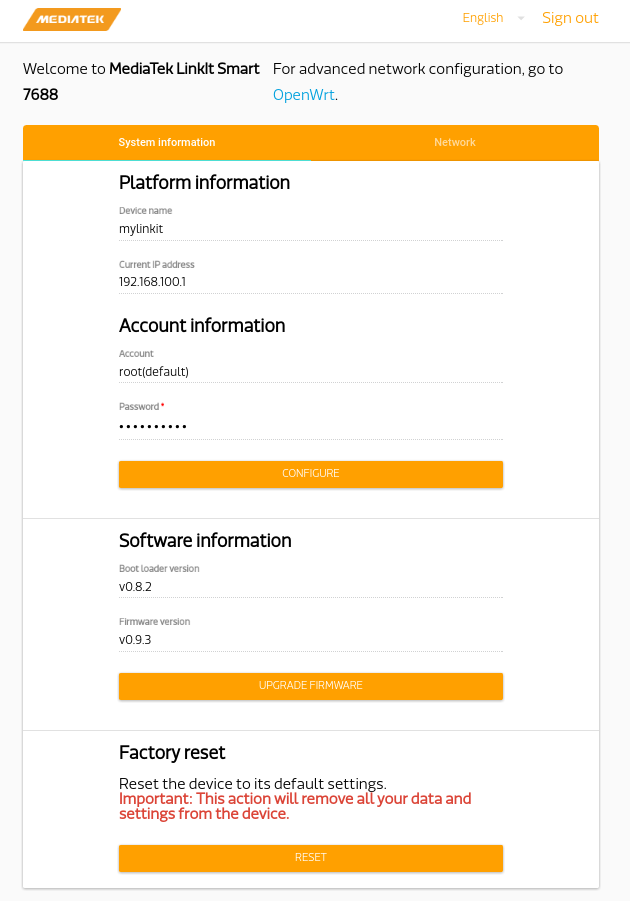 MEDIATEK
English
Sign out
Welcome to MediaTek LinkIt Smart
7688
For advanced network configuration, go to
OpenWrt.
System information
Network
Platform information
Device name
mylinkit
Current IP address
192.168.100.1
Account information
Account
root(default)
Password *
••••••••••
CONFIGURE
Software information
Boot loader version
v0.8.2
Firmware version
v0.9.3
UPGRADE FIRMWARE
Factory reset
Reset the device to its default settings.
Important: This action will remove all your data and
settings from the device.
RESET